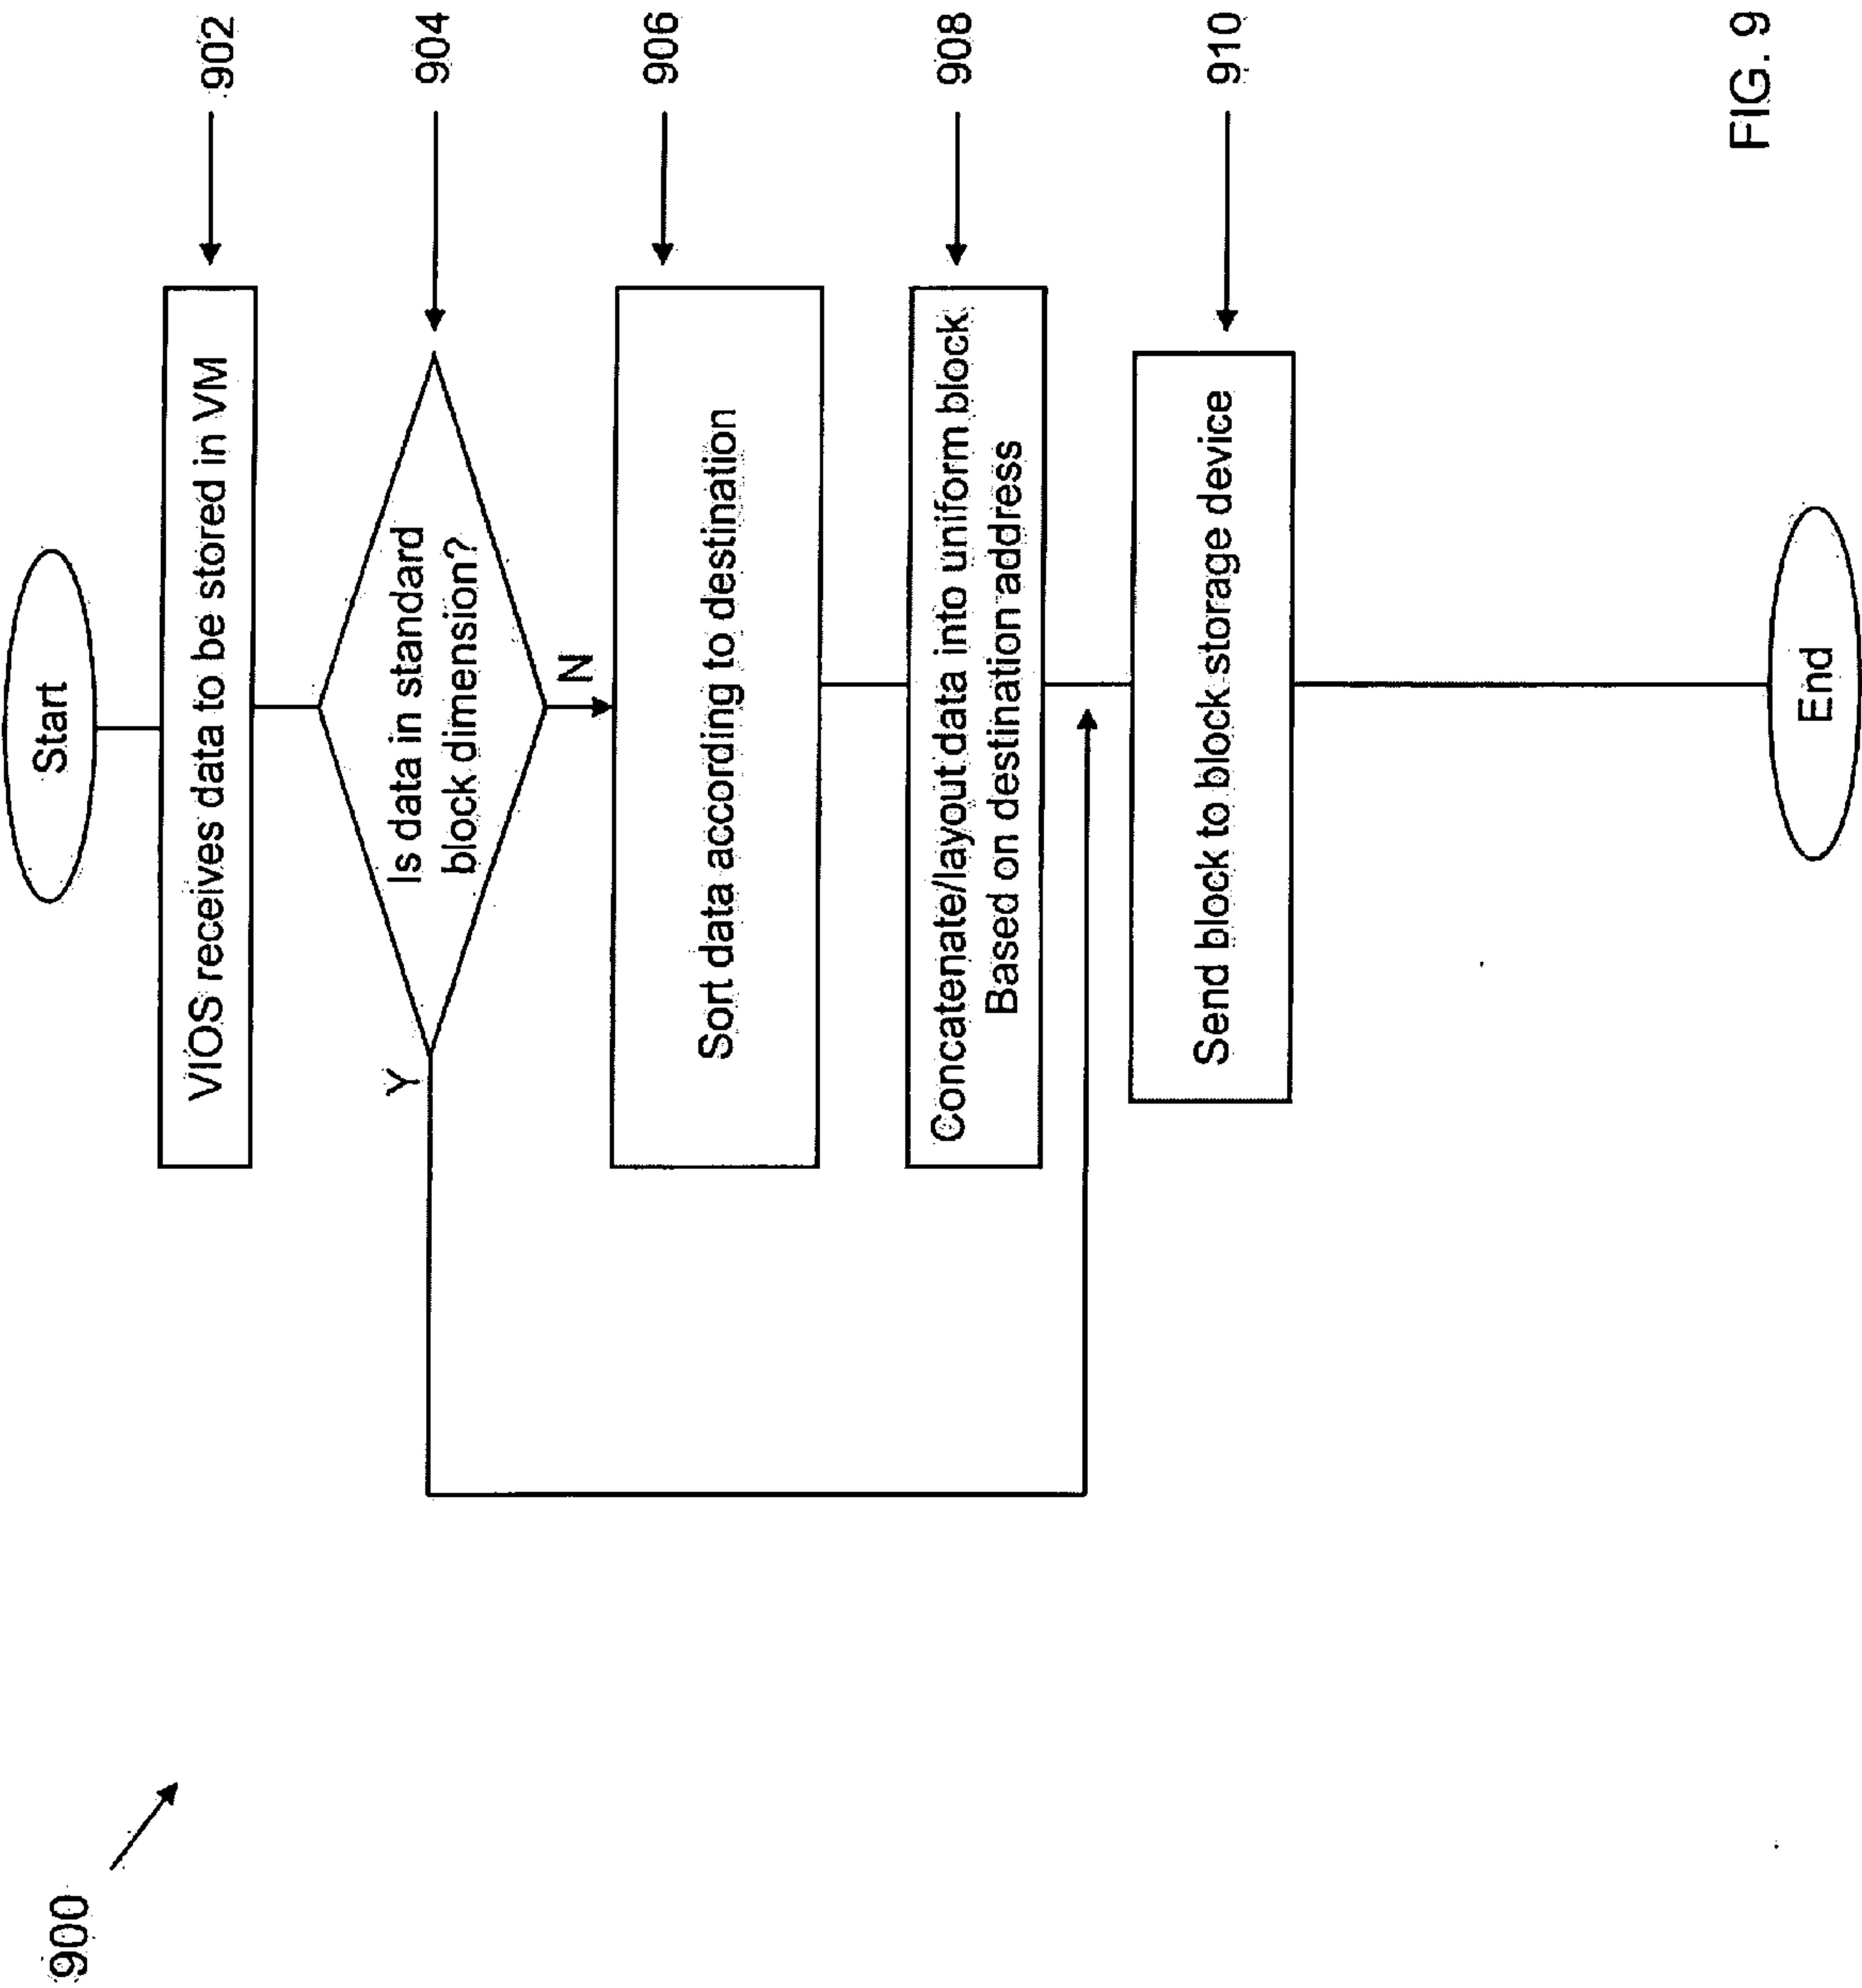 900
Start
VIOS receives data to be stored in VM
902
Is data in standard
block dimension?
904
Y
N
Sort data according to destination
906
Concatenate/layout data into uniform block
Based on destination address
908
Send block to block storage device
910
End
FIG. 9